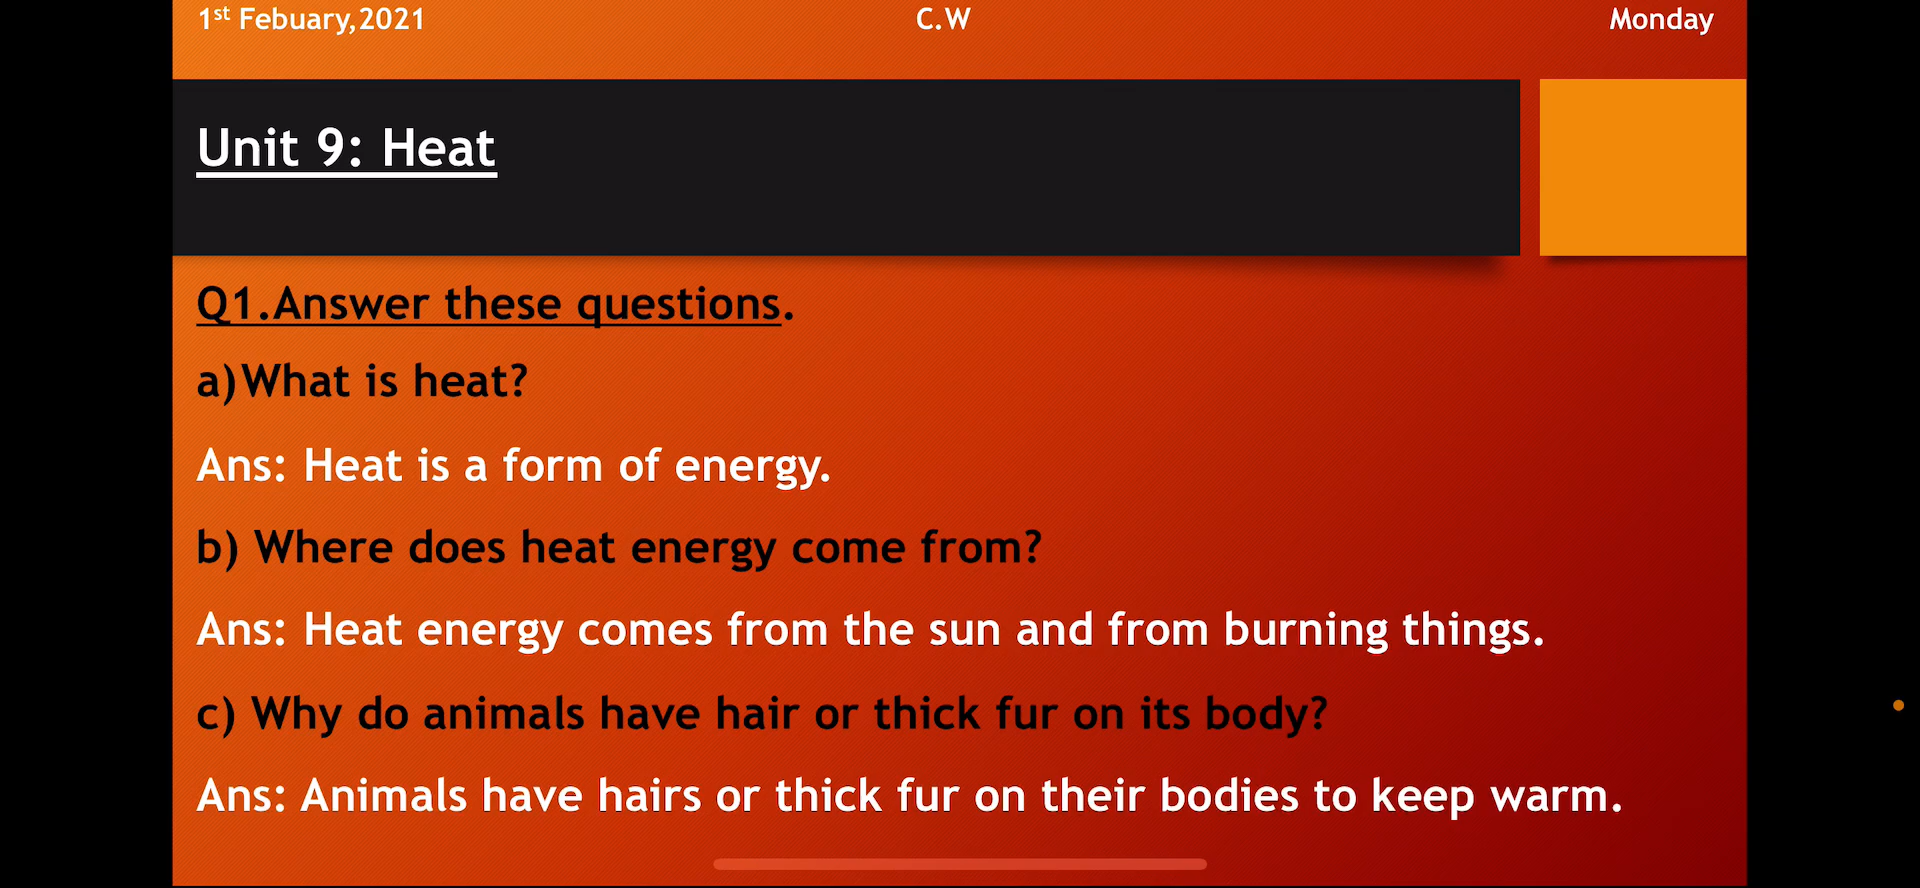 1st Febuary,2021 C.W Monday
Unit 9: Heat
Q1.Answer these questions.
a)What is heat?
Ans: Heat is a form of energy.
b) Where does heat energy come from?
Ans: Heat energy comes from the sun and from burning things.
c) Why do animals have hair or thick fur on its body?
Ans: Animals have hairs or thick fur on their bodies to keep warm.